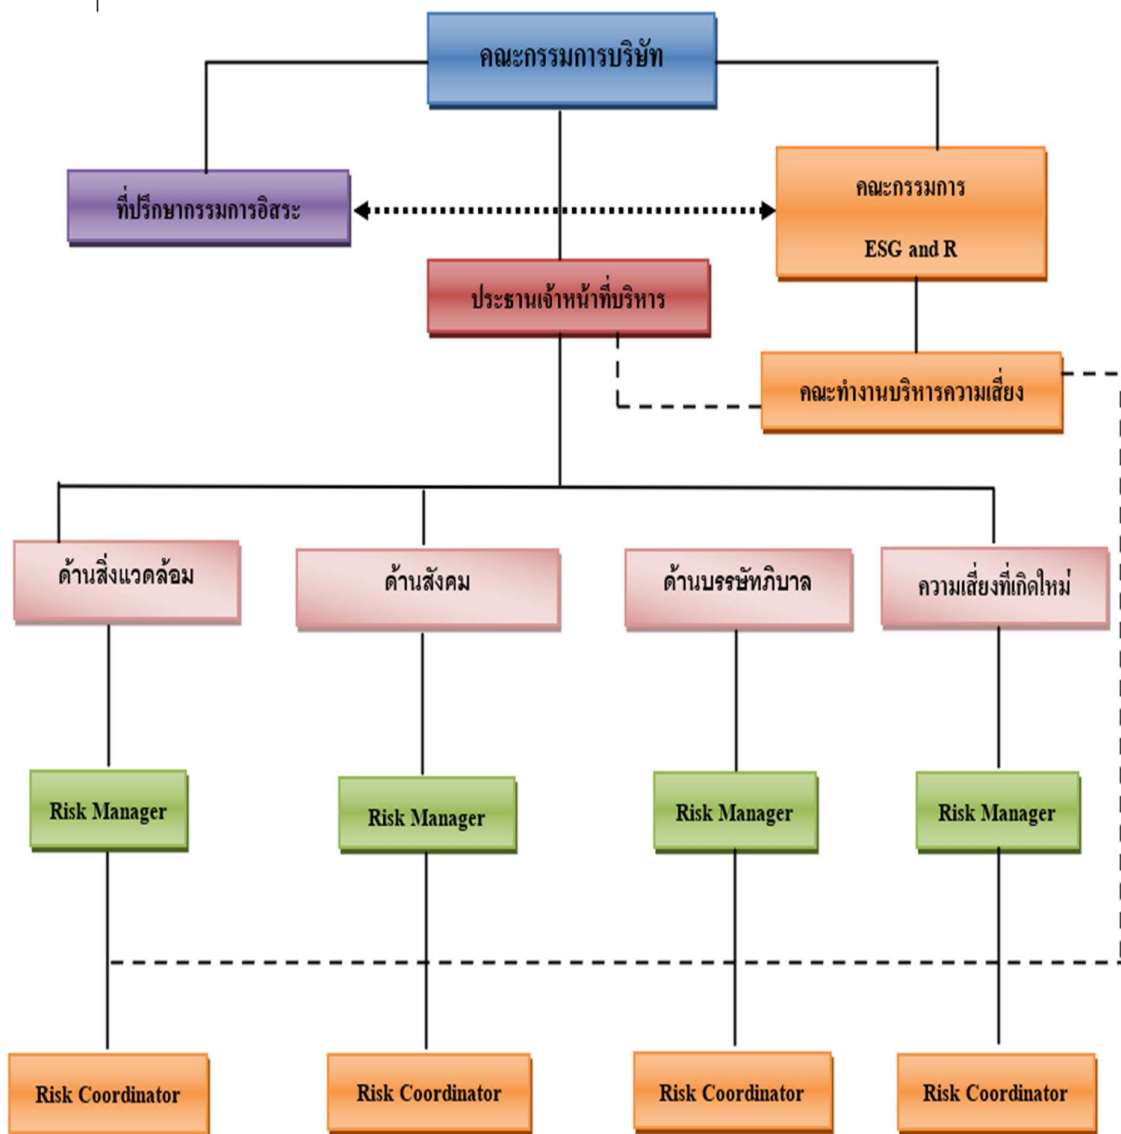 คณะกรรมการบริษัท
ที่ปรึกษากรรมการอิสระ
คณะกรรมการ
ESG and R
ประธานเจ้าหน้าที่บริหาร
คณะทำงานบริหารความเสี่ยง
ด้านสิ่งแวดล้อม
ด้านสังคม
ด้านบรรษัทภิบาล
ความเสี่ยงที่เกิดใหม่
Risk Manager
Risk Manager
Risk Manager
Risk Manager
Risk Coordinator
Risk Coordinator
Risk Coordinator
Risk Coordinator